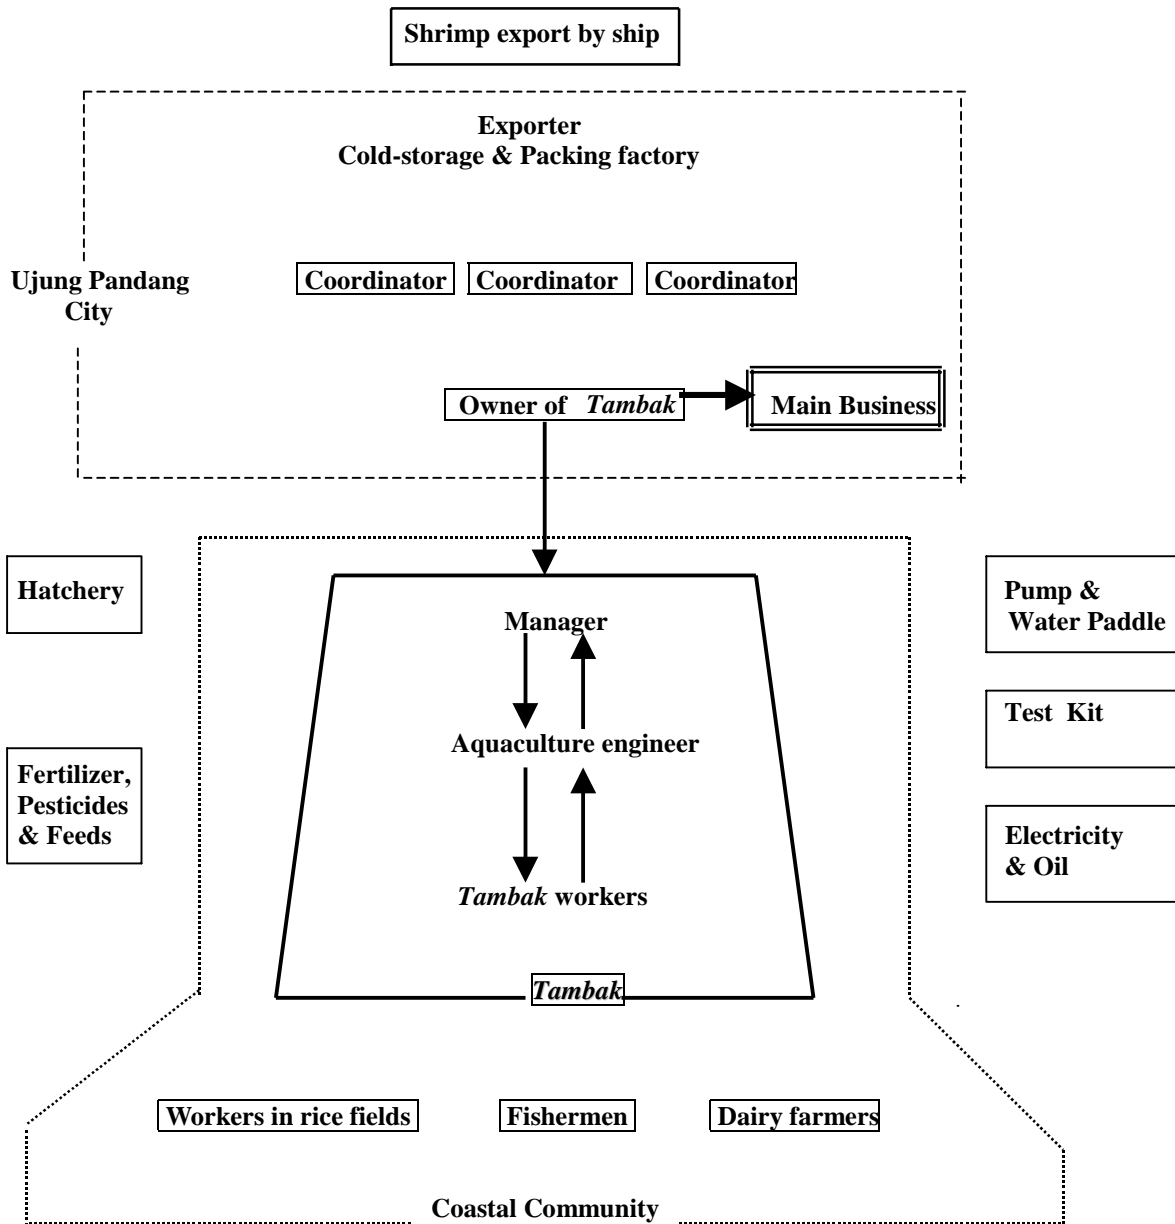 Shrimp export by ship
Exporter
Cold-storage & Packing factory
Ujung Pandang
City
Coordinator
Coordinator
Coordinator
Owner of Tambak
Main Business
Hatchery
Fertilizer,
Pesticides
& Feeds
Manager
Aquaculture engineer
Tambak workers
Tambak
Pump &
Water Paddle
Test Kit
Electricity
& Oil
Workers in rice fields
Fishermen
Dairy farmers
Coastal Community